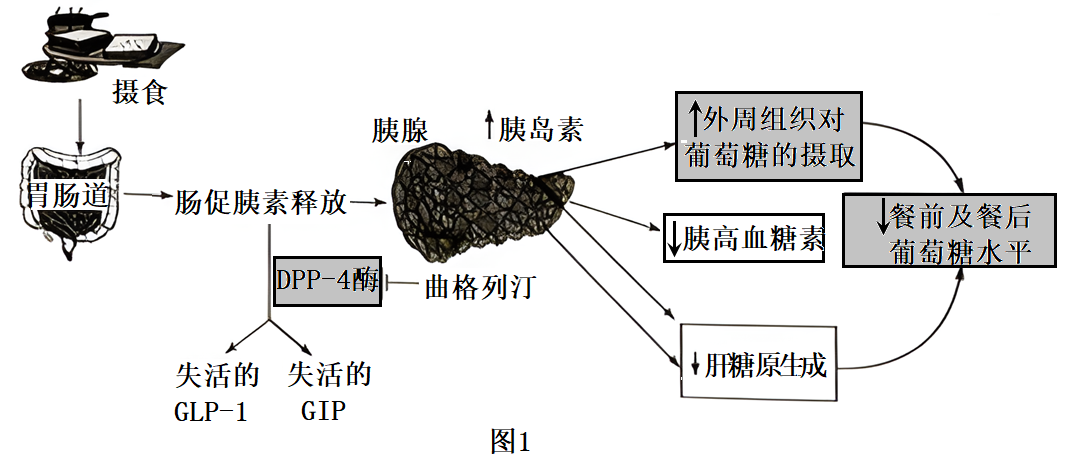 摄食
胃肠道
肠促胰素释放
胰腺
↑胰岛素
↑外周组织对
葡萄糖的摄取
↓胰高血糖素
↓餐前及餐后
葡萄糖水平
DPP-4酶
曲格列汀
↓肝糖原生成
失活的
GLP-1
失活的
GIP
图1